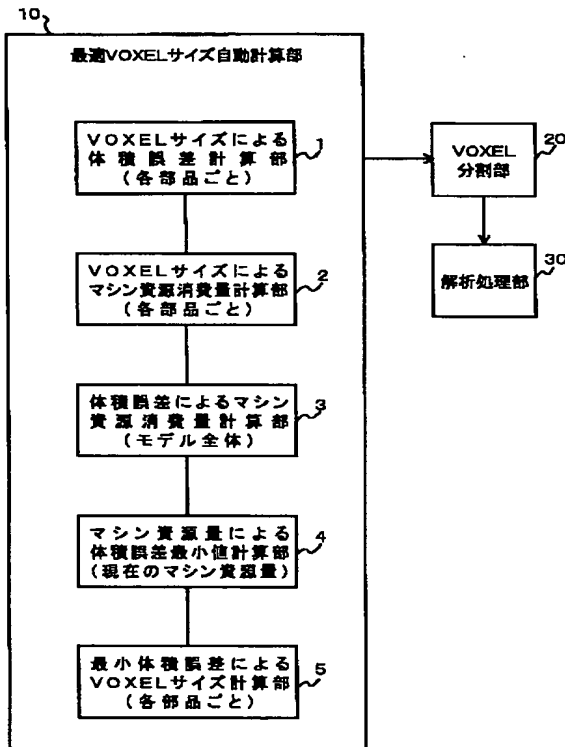 10
最適VOXELサイズ自動計算部
VOXELサイズによる
体積誤差計算部
(各部品ごと)
1
VOXELサイズによる
マシン資源消費量計算部
(各部品ごと)
2
体積誤差によるマシン
資源消費量計算部
(モデル全体)
3
マシン資源量による
体積誤差最小値計算部
(現在のマシン資源量)
4
最小体積誤差による
VOXELサイズ計算部
(各部品ごと)
5
VOXEL
分割部
20
解析処理部
30